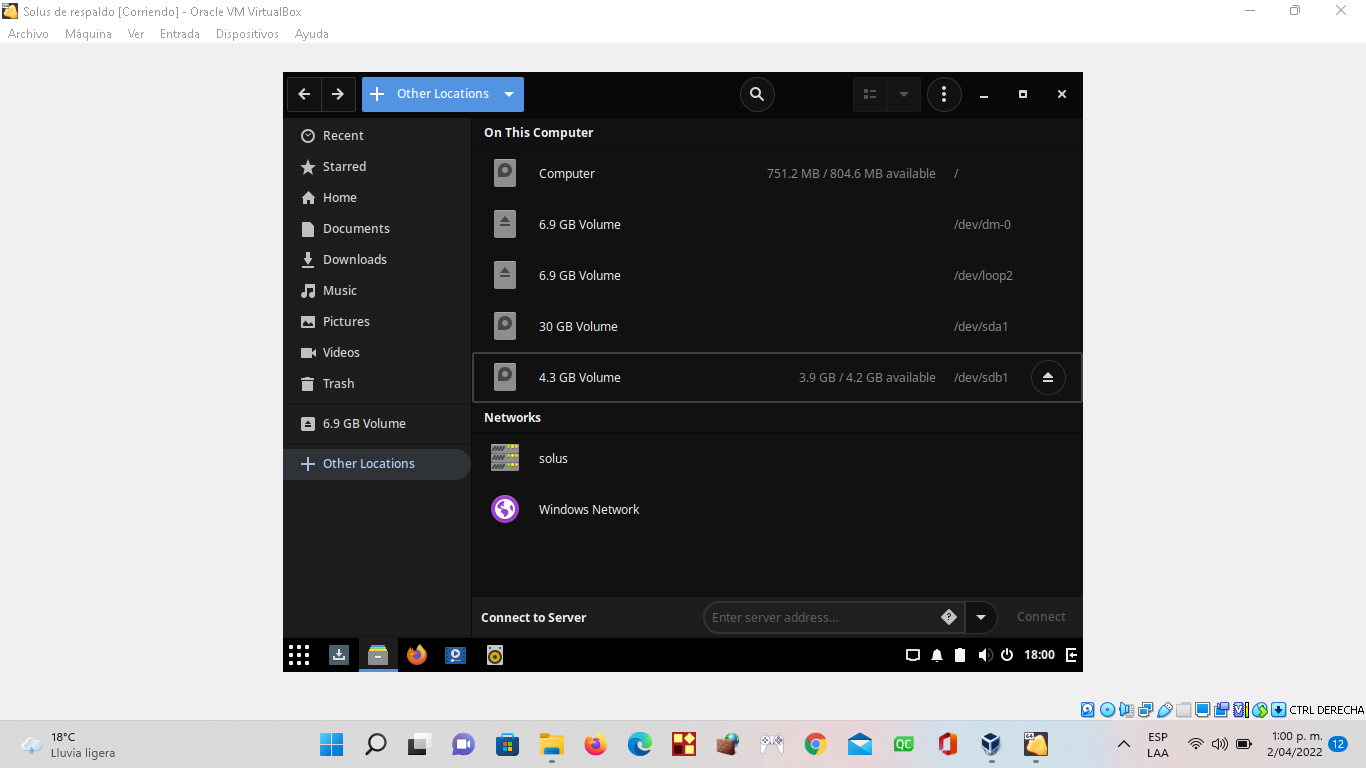 Solus de respaldo [Corriendo] - Oracle VM VirtualBox
Archivo Máquina Ver Entrada Dispositivos Ayuda
Other Locations
Recent
Starred
Home
Documents
Downloads
Music
Pictures
Videos
Trash
6.9 GB Volume
Other Locations
On This Computer
Computer 751.2 MB / 804.6 MB available /
6.9 GB Volume /dev/dm-0
6.9 GB Volume /dev/loop2
30 GB Volume /dev/sda1
4.3 GB Volume 3.9 GB / 4.2 GB available /dev/sdb1
Networks
solus
Windows Network
Connect to Server Enter server address... Connect
18:00
CTRL DERECHA
18°C
Lluvia ligera
QC
ESP
LAA
1:00 p. m.
2/04/2022
12